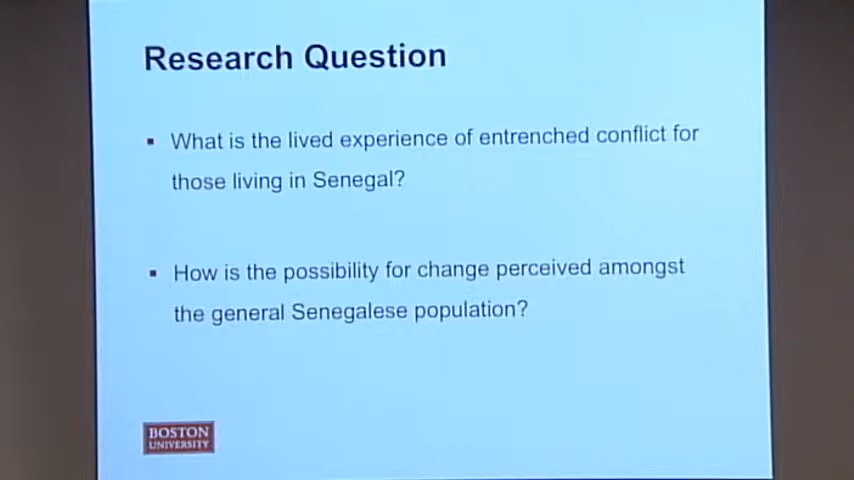 Research Question
▪ What is the lived experience of entrenched conflict for
those living in Senegal?
▪ How is the possibility for change perceived amongst
the general Senegalese population?
BOSTON
UNIVERSITY